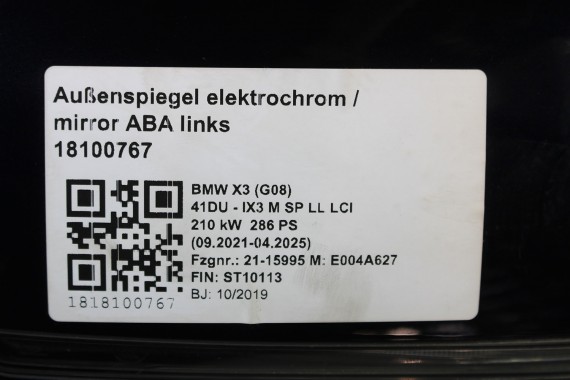 Außenspiegel elektrochrom /
mirror ABA links
18100767
BMW X3 (G08)
41DU - IX3 M SP LL LCI
210 kW 286 PS
(09.2021-04.2025)
Fzgnr.: 21-15995 M: E004A627
FIN: ST10113
BJ: 10/2019
1818100767